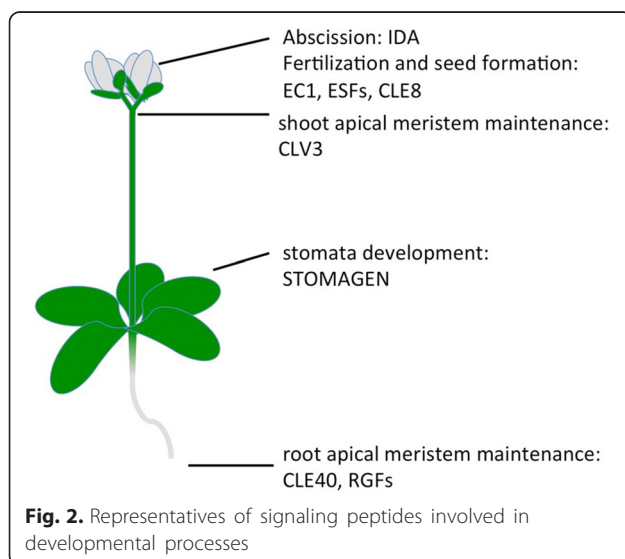 Abscission: IDA
Fertilization and seed formation:
EC1, ESFs, CLE8
shoot apical meristem maintenance:
CLV3
stomata development:
STOMAGEN
root apical meristem maintenance:
CLE40, RGFs
Fig. 2. Representatives of signaling peptides involved in
developmental processes